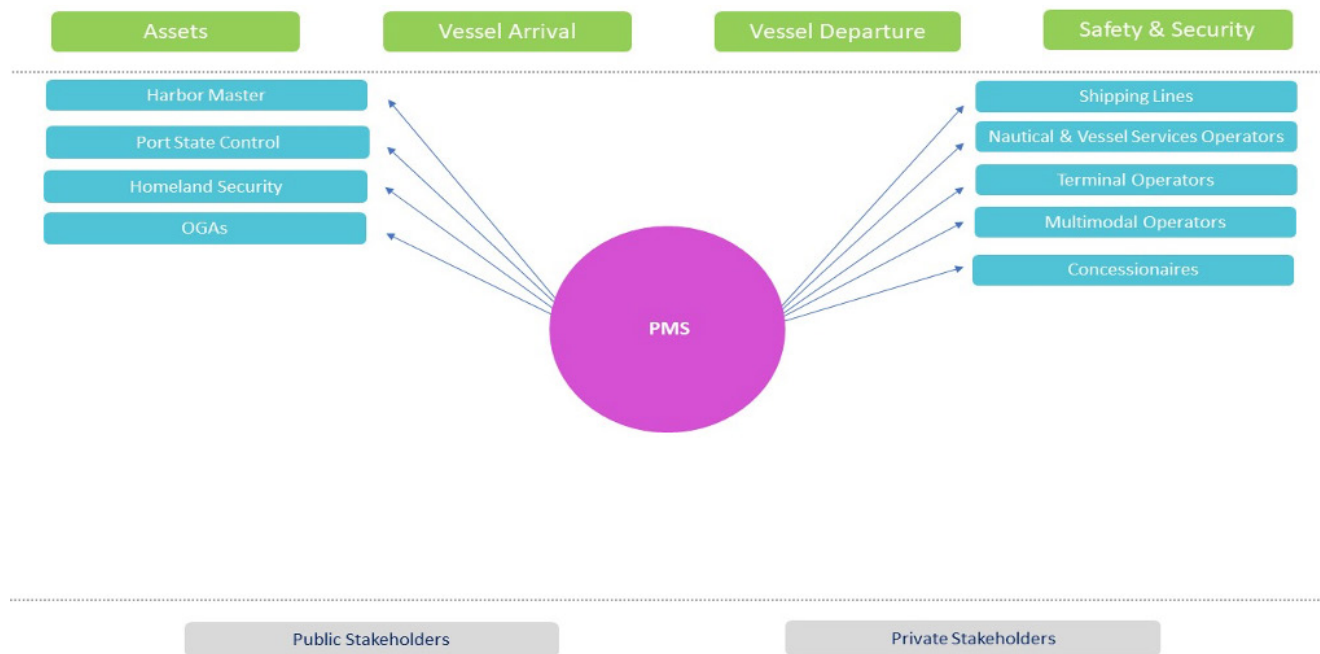 Assets
Vessel Arrival
Vessel Departure
Safety & Security
Harbor Master
Port State Control
Homeland Security
OGAs
PMS
Shipping Lines
Nautical & Vessel Services Operators
Terminal Operators
Multimodal Operators
Concessionaires
Public Stakeholders
Private Stakeholders